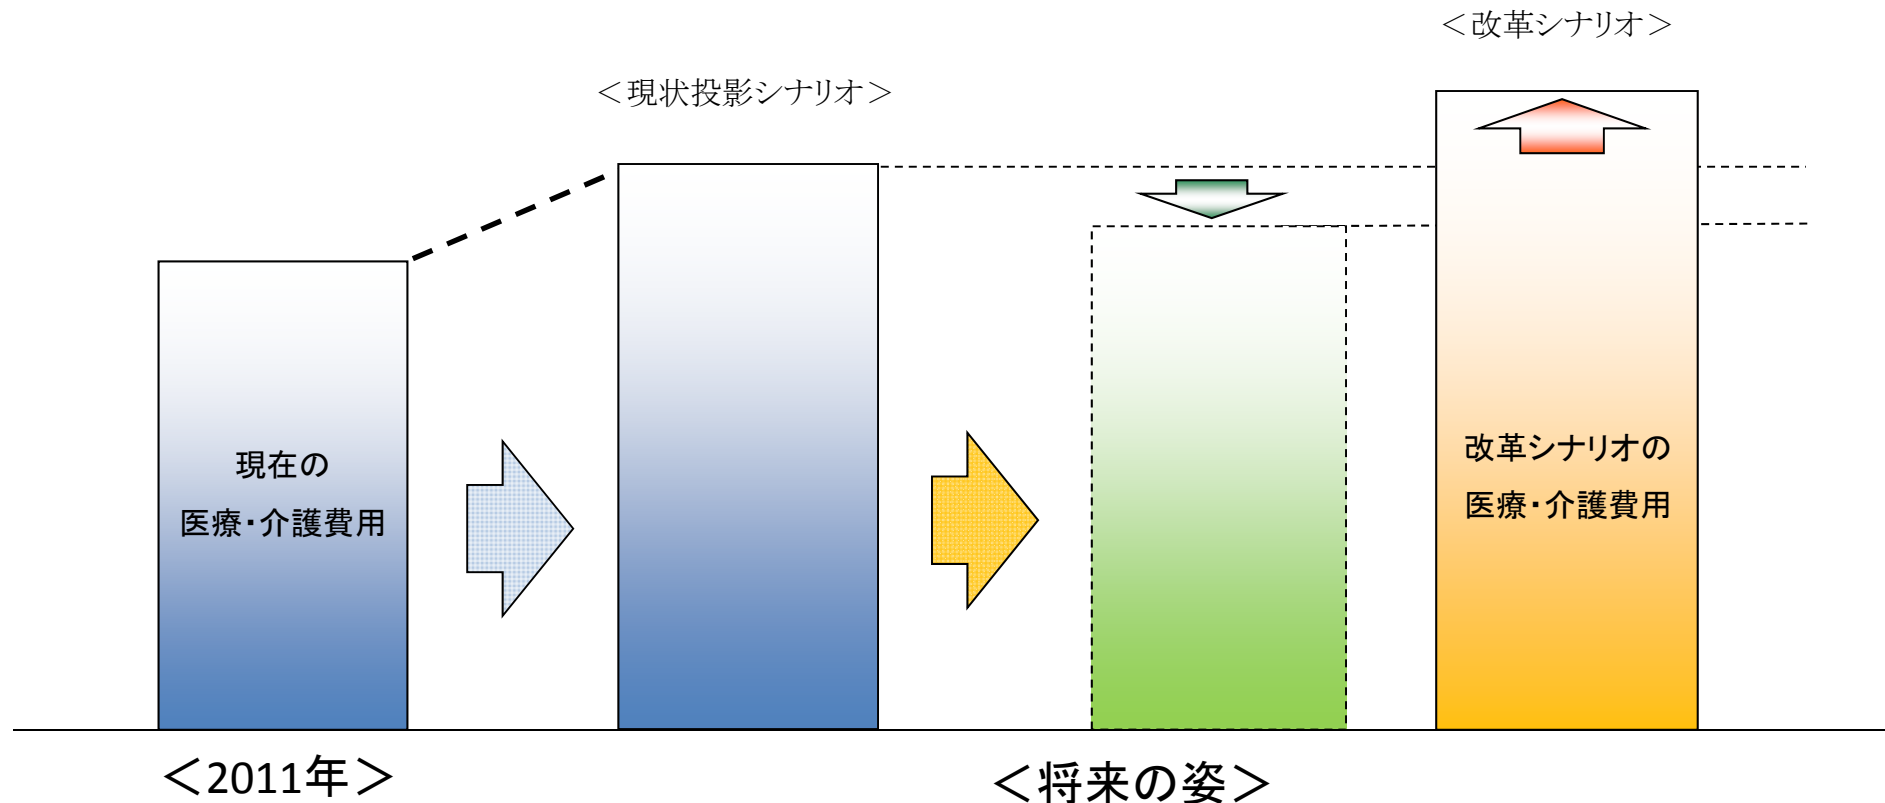 ＜改革シナリオ＞
＜現状投影シナリオ＞
現在の
医療・介護費用
改革シナリオの
医療・介護費用
＜2011年＞
＜将来の姿＞